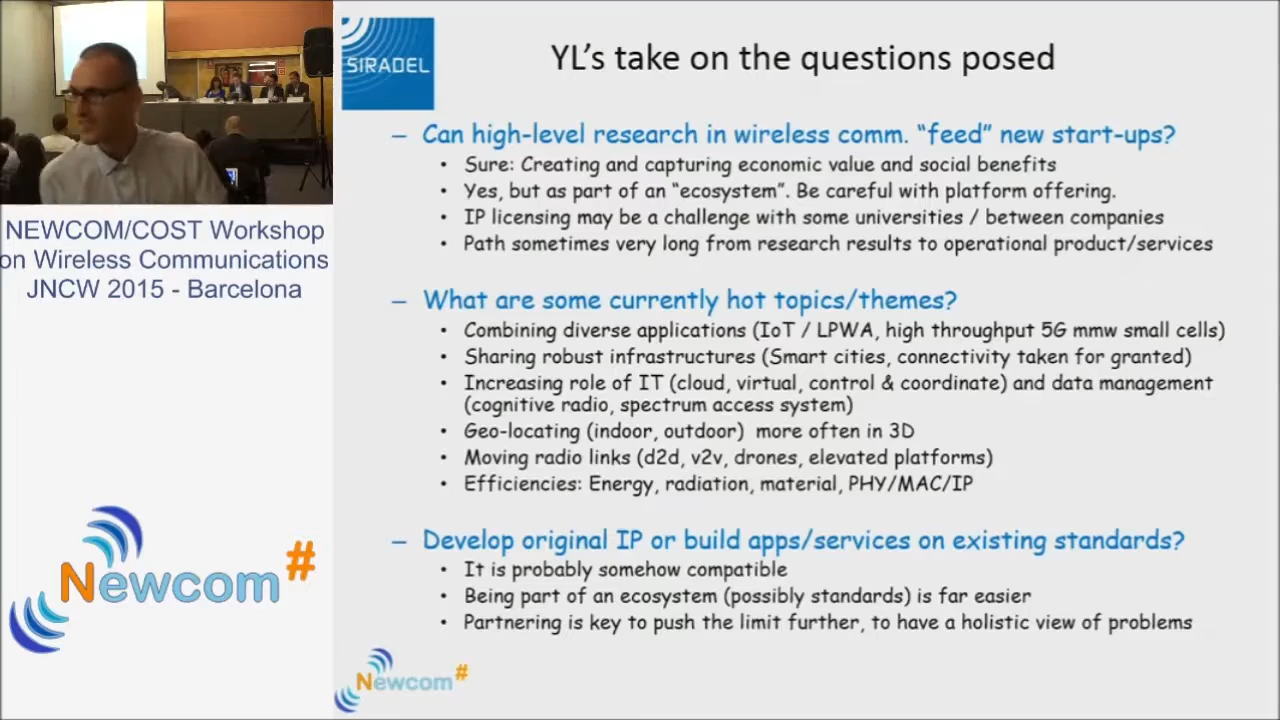 SIRADEL
YL's take on the questions posed
– Can high-level research in wireless comm. “feed” new start-ups?
• Sure: Creating and capturing economic value and social benefits
• Yes, but as part of an “ecosystem”. Be careful with platform offering.
• IP licensing may be a challenge with some universities / between companies
• Path sometimes very long from research results to operational product/services
– What are some currently hot topics/themes?
• Combining diverse applications (IoT / LPWA, high throughput 5G mmw small cells)
• Sharing robust infrastructures (Smart cities, connectivity taken for granted)
• Increasing role of IT (cloud, virtual, control & coordinate) and data management
(cognitive radio, spectrum access system)
• Geo-locating (indoor, outdoor) more often in 3D
• Moving radio links (d2d, v2v, drones, elevated platforms)
• Efficiencies: Energy, radiation, material, PHY/MAC/IP
– Develop original IP or build apps/services on existing standards?
• It is probably somehow compatible
• Being part of an ecosystem (possibly standards) is far easier
• Partnering is key to push the limit further, to have a holistic view of problems
Newcom#
NEWCOM/COST Workshop
on Wireless Communications
JNCW 2015 - Barcelona
Newcom#